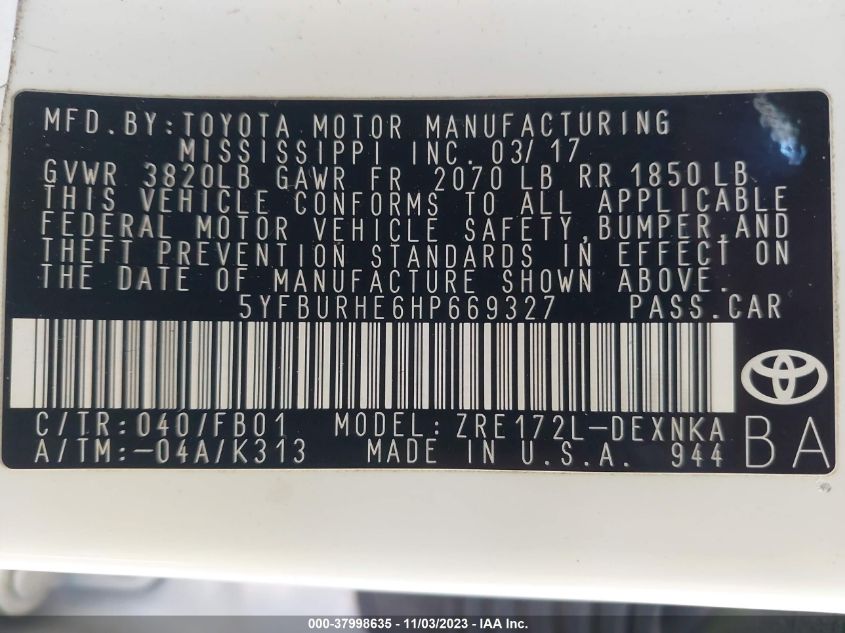 MFD.BY:TOYOTA MOTOR MANUFACTURING
MISSISSIPPI INC. 03/17
GVWR 3820LB GAWR FR 2070 LB RR 1850 LB
THIS VEHICLE CONFORMS TO ALL APPLICABLE
FEDERAL MOTOR VEHICLE SAFETY,BUMPER,AND
THEFT PREVENTION STANDARDS IN EFFECT ON
THE DATE OF MANUFACTURE SHOWN ABOVE.
5YFBURHE6HP669327 PASS.CAR
C/TR:040/FB01 MODEL:ZRE172L-DEXNKA
A/TM:-04A/K313 MADE IN U.S.A. 944 BA
000-37998635 - 11/03/2023 - IAA Inc.